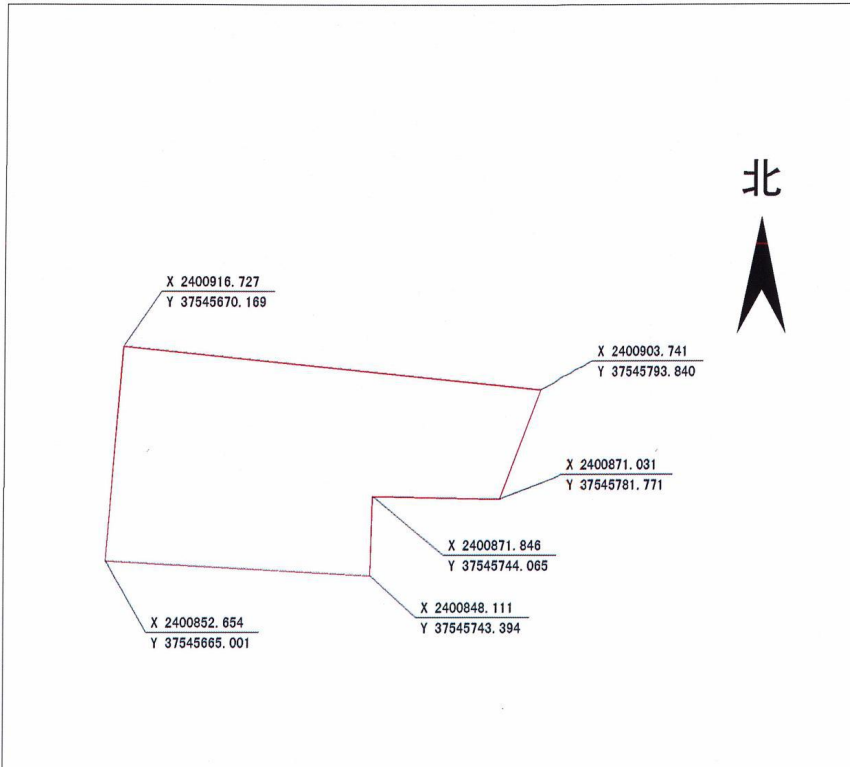 北
X 2400916.727
Y 37545670.169
X 2400903.741
Y 37545793.840
X 2400871.031
Y 37545781.771
X 2400871.846
Y 37545744.065
X 2400848.111
Y 37545743.394
X 2400852.654
Y 37545665.001